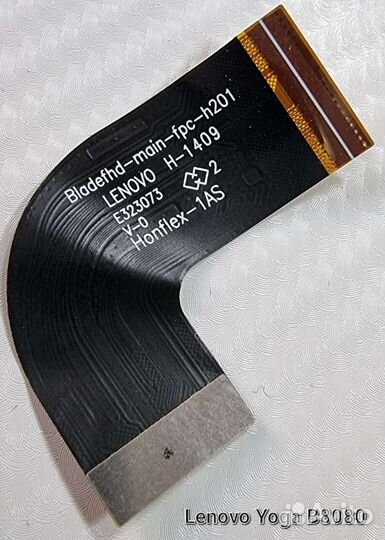 Bladefhd-main-fpc-h201
LENOVO H-1409
E323073
V-0 2
Honflex-1AS
Lenovo Yoga B8080